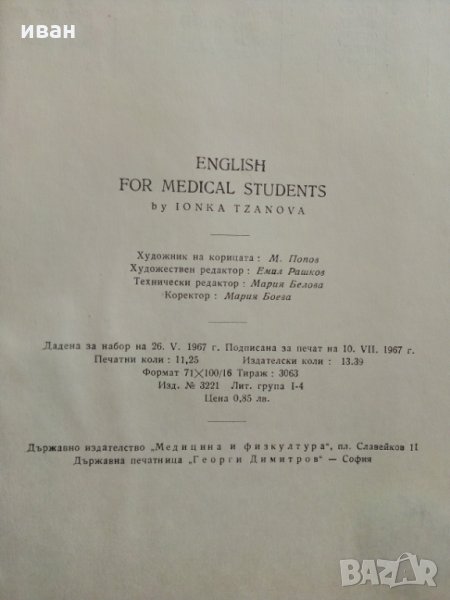 иван
ENGLISH
FOR MEDICAL STUDENTS
by IONKA TZANOVA
Художник на корицата : М. Попов
Художествен редактор : Емил Рашков
Технически редактор : Мария Белова
Коректор : Мария Боева
Дадена за набор на 26. V. 1967 г. Подписана за печат на 10. VII. 1967 г.
Печатни коли : 11,25 Издателски коли : 13.39
Формат 71×100/16 Тираж : 3063
Изд. № 3221 Лит. група I-4
Цена 0,85 лв.
Държавно издателство „Медицина и физкултура", пл. Славейков 11
Държавна печатница „Георги Димитров" — София
BAZAR